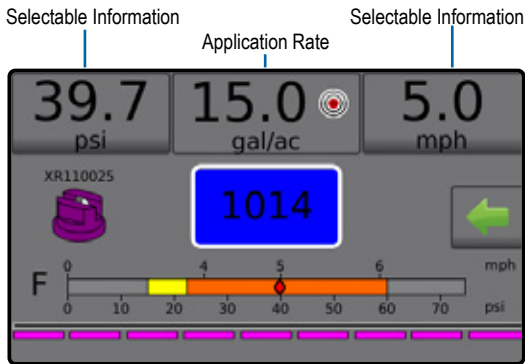 Selectable Information
Selectable Information
Application Rate
39.7
psi
15.0
gal/ac
5.0
mph
XR110025
1014
F
0 4 5 6 mph
0 10 20 30 40 50 60 70 psi